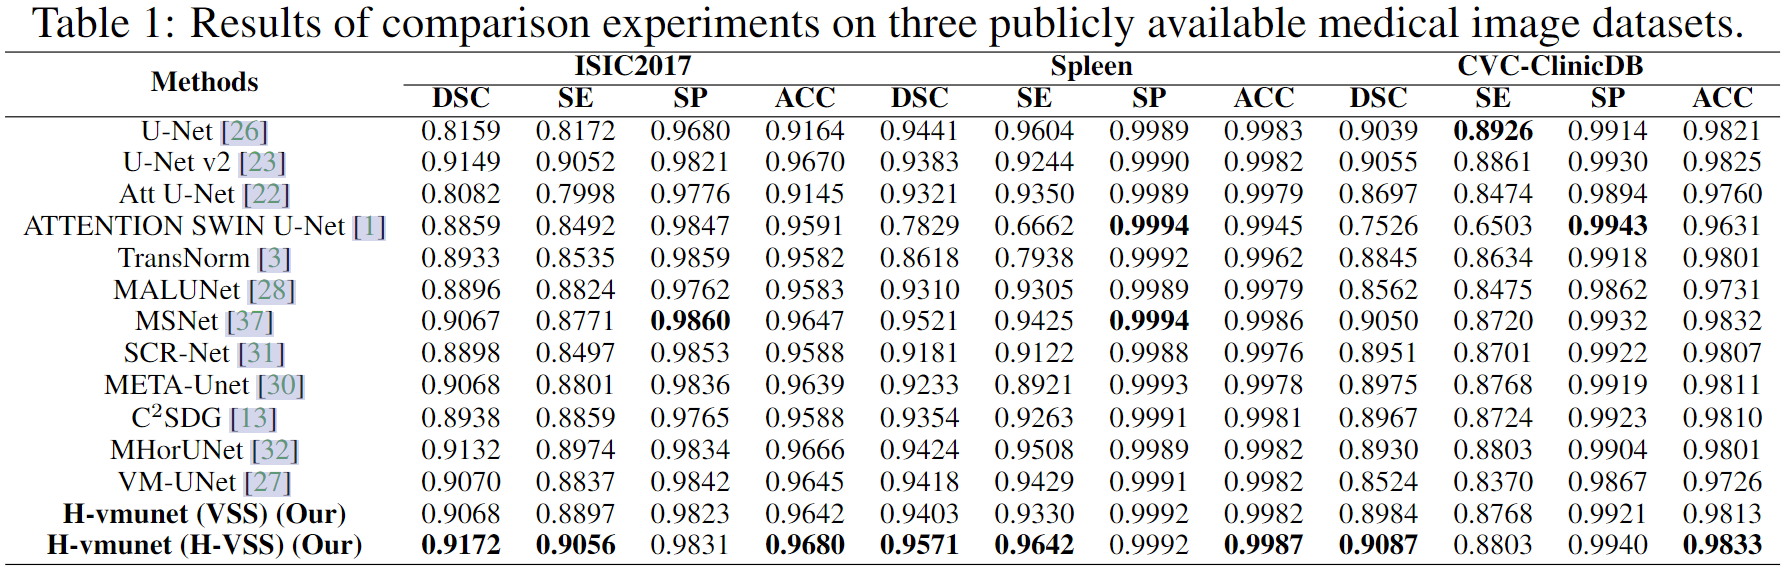 Table 1: Results of comparison experiments on three publicly available medical image datasets.
Methods ISIC2017 Spleen CVC-ClinicDB
DSC SE SP ACC DSC SE SP ACC DSC SE SP ACC
U-Net [26] 0.8159 0.8172 0.9680 0.9164 0.9441 0.9604 0.9989 0.9983 0.9039 0.8926 0.9914 0.9821
U-Net v2 [23] 0.9149 0.9052 0.9821 0.9670 0.9383 0.9244 0.9990 0.9982 0.9055 0.8861 0.9930 0.9825
Att U-Net [22] 0.8082 0.7998 0.9776 0.9145 0.9321 0.9350 0.9989 0.9979 0.8697 0.8474 0.9894 0.9760
ATTENTION SWIN U-Net [1] 0.8859 0.8492 0.9847 0.9591 0.7829 0.6662 0.9994 0.9945 0.7526 0.6503 0.9943 0.9631
TransNorm [3] 0.8933 0.8535 0.9859 0.9582 0.8618 0.7938 0.9992 0.9962 0.8845 0.8634 0.9918 0.9801
MALUNet [28] 0.8896 0.8824 0.9762 0.9583 0.9310 0.9305 0.9989 0.9979 0.8562 0.8475 0.9862 0.9731
MSNet [37] 0.9067 0.8771 0.9860 0.9647 0.9521 0.9425 0.9994 0.9986 0.9050 0.8720 0.9932 0.9832
SCR-Net [31] 0.8898 0.8497 0.9853 0.9588 0.9181 0.9122 0.9988 0.9976 0.8951 0.8701 0.9922 0.9807
META-Unet [30] 0.9068 0.8801 0.9836 0.9639 0.9233 0.8921 0.9993 0.9978 0.8975 0.8768 0.9919 0.9811
C²SDG [13] 0.8938 0.8859 0.9765 0.9588 0.9354 0.9263 0.9991 0.9981 0.8967 0.8724 0.9923 0.9810
MHorUNet [32] 0.9132 0.8974 0.9834 0.9666 0.9424 0.9508 0.9989 0.9982 0.8930 0.8803 0.9904 0.9801
VM-UNet [27] 0.9070 0.8837 0.9842 0.9645 0.9418 0.9429 0.9991 0.9982 0.8524 0.8370 0.9867 0.9726
H-vmunet (VSS) (Our) 0.9068 0.8897 0.9823 0.9642 0.9403 0.9330 0.9992 0.9982 0.8984 0.8768 0.9921 0.9813
H-vmunet (H-VSS) (Our) 0.9172 0.9056 0.9831 0.9680 0.9571 0.9642 0.9992 0.9987 0.9087 0.8803 0.9940 0.9833